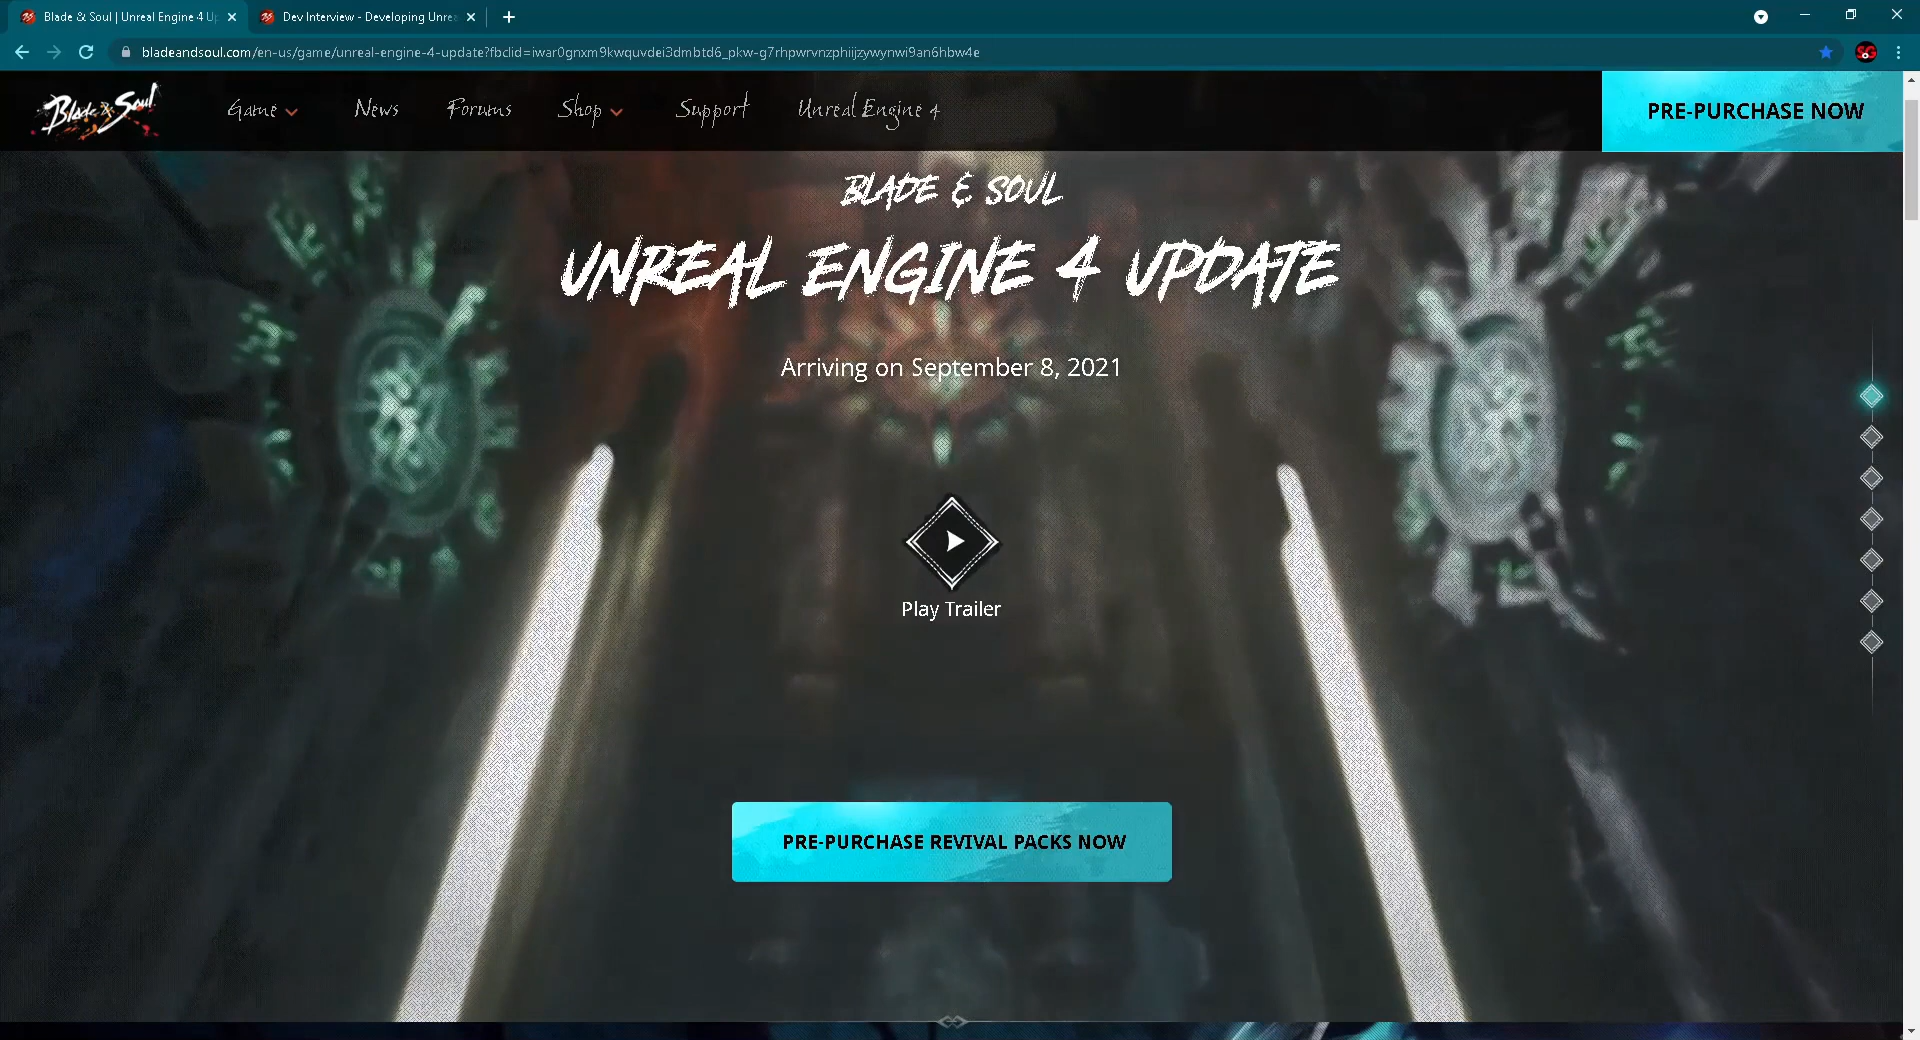 Blade & Soul | Unreal Engine 4 Up
Dev Interview - Developing Unrea
bladeandsoul.com/en-us/game/unreal-engine-4-update?fbclid=iwar0gnxm9kwquvdei3dmbtd6_pkw-g7rhpwrvnzphiijzywynwi9an6hbw4e
Blade & Soul
Game
News
Forums
Shop
Support
Unreal Engine 4
PRE-PURCHASE NOW
BLADE & SOUL
UNREAL ENGINE 4 UPDATE
Arriving on September 8, 2021
Play Trailer
PRE-PURCHASE REVIVAL PACKS NOW